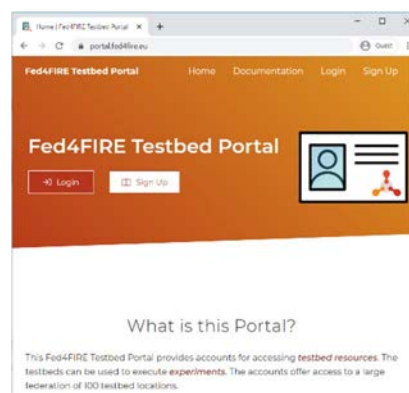 Home | Fed4FIRE Testbed Portal
portal.fed4fire.eu
Guest
Fed4FIRE Testbed Portal
Home
Documentation
Login
Sign Up
Fed4FIRE Testbed Portal
Login
Sign Up
What is this Portal?
This Fed4FIRE Testbed Portal provides accounts for accessing testbed resources. The
testbeds can be used to execute experiments. The accounts offer access to a large
federation of 100 testbed locations.